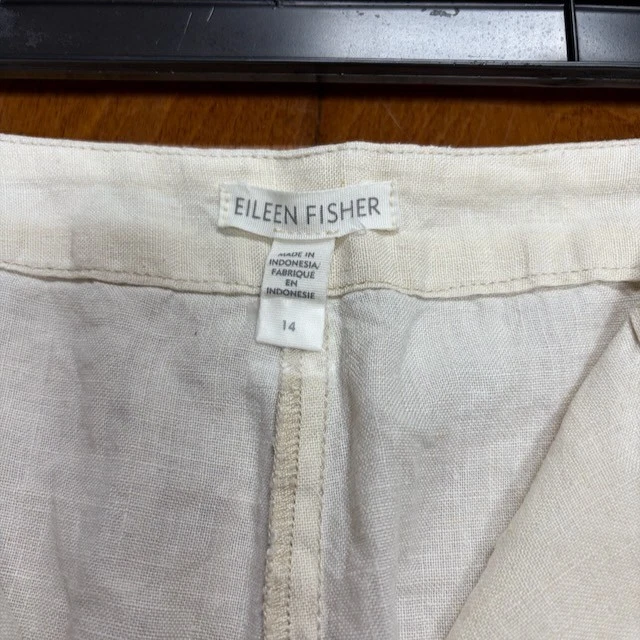 EILEEN FISHER
MADE IN
INDONESIA/
FABRIQUE
EN
INDONESIE
14